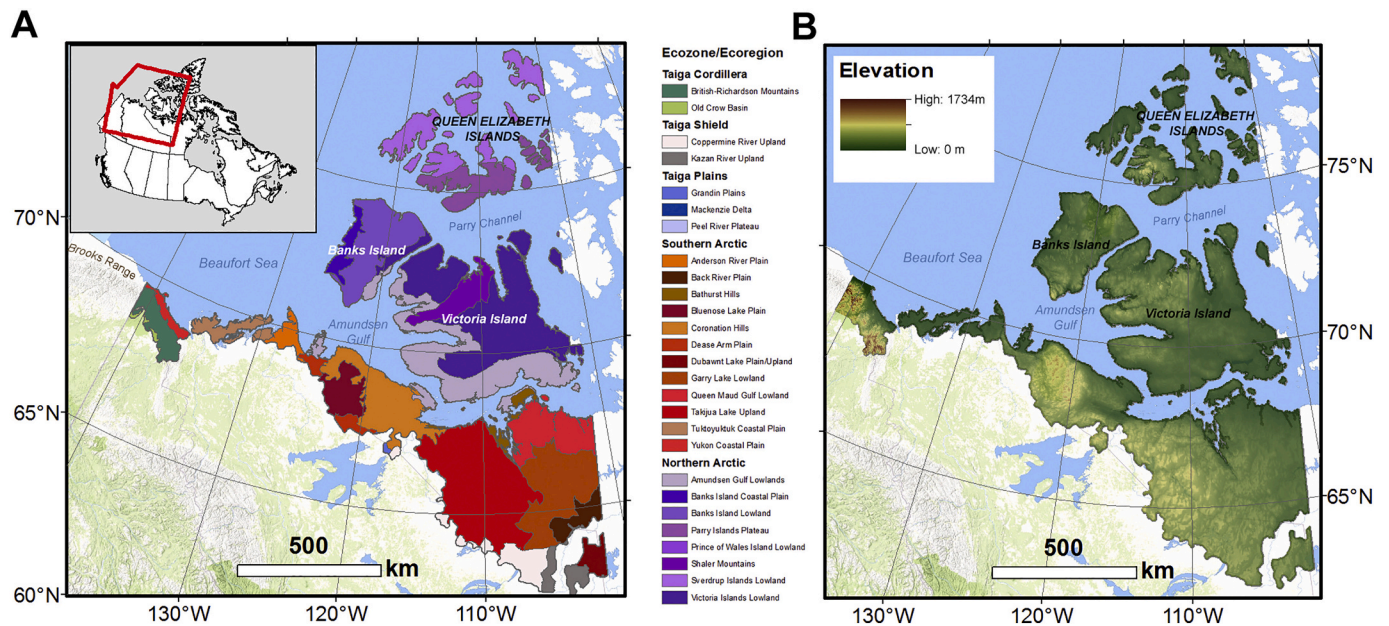 A
QUEEN ELIZABETH
ISLANDS
Parry Channel
Banks Island
Beaufort Sea
Brooks Range
Victoria Island
Amundsen
Gulf
500
km
70°N
65°N
60°N
130°W
120°W
110°W
Ecozone/Ecoregion
Taiga Cordillera
British-Richardson Mountains
Old Crow Basin
Taiga Shield
Coppermine River Upland
Kazan River Upland
Taiga Plains
Grandin Plains
Mackenzie Delta
Peel River Plateau
Southern Arctic
Anderson River Plain
Back River Plain
Bathurst Hills
Bluenose Lake Plain
Coronation Hills
Dease Arm Plain
Dubawnt Lake Plain/Upland
Garry Lake Lowland
Queen Maud Gulf Lowland
Takijua Lake Upland
Tuktoyuktuk Coastal Plain
Yukon Coastal Plain
Northern Arctic
Amundsen Gulf Lowlands
Banks Island Coastal Plain
Banks Island Lowland
Parry Islands Plateau
Prince of Wales Island Lowland
Shaler Mountains
Sverdrup Islands Lowland
Victoria Islands Lowland
B
Elevation
High: 1734m
Low: 0 m
QUEEN ELIZABETH
ISLANDS
Parry Channel
Banks Island
Beaufort Sea
Amundsen
Gulf
Victoria Island
500
km
75°N
70°N
65°N
130°W
120°W
110°W